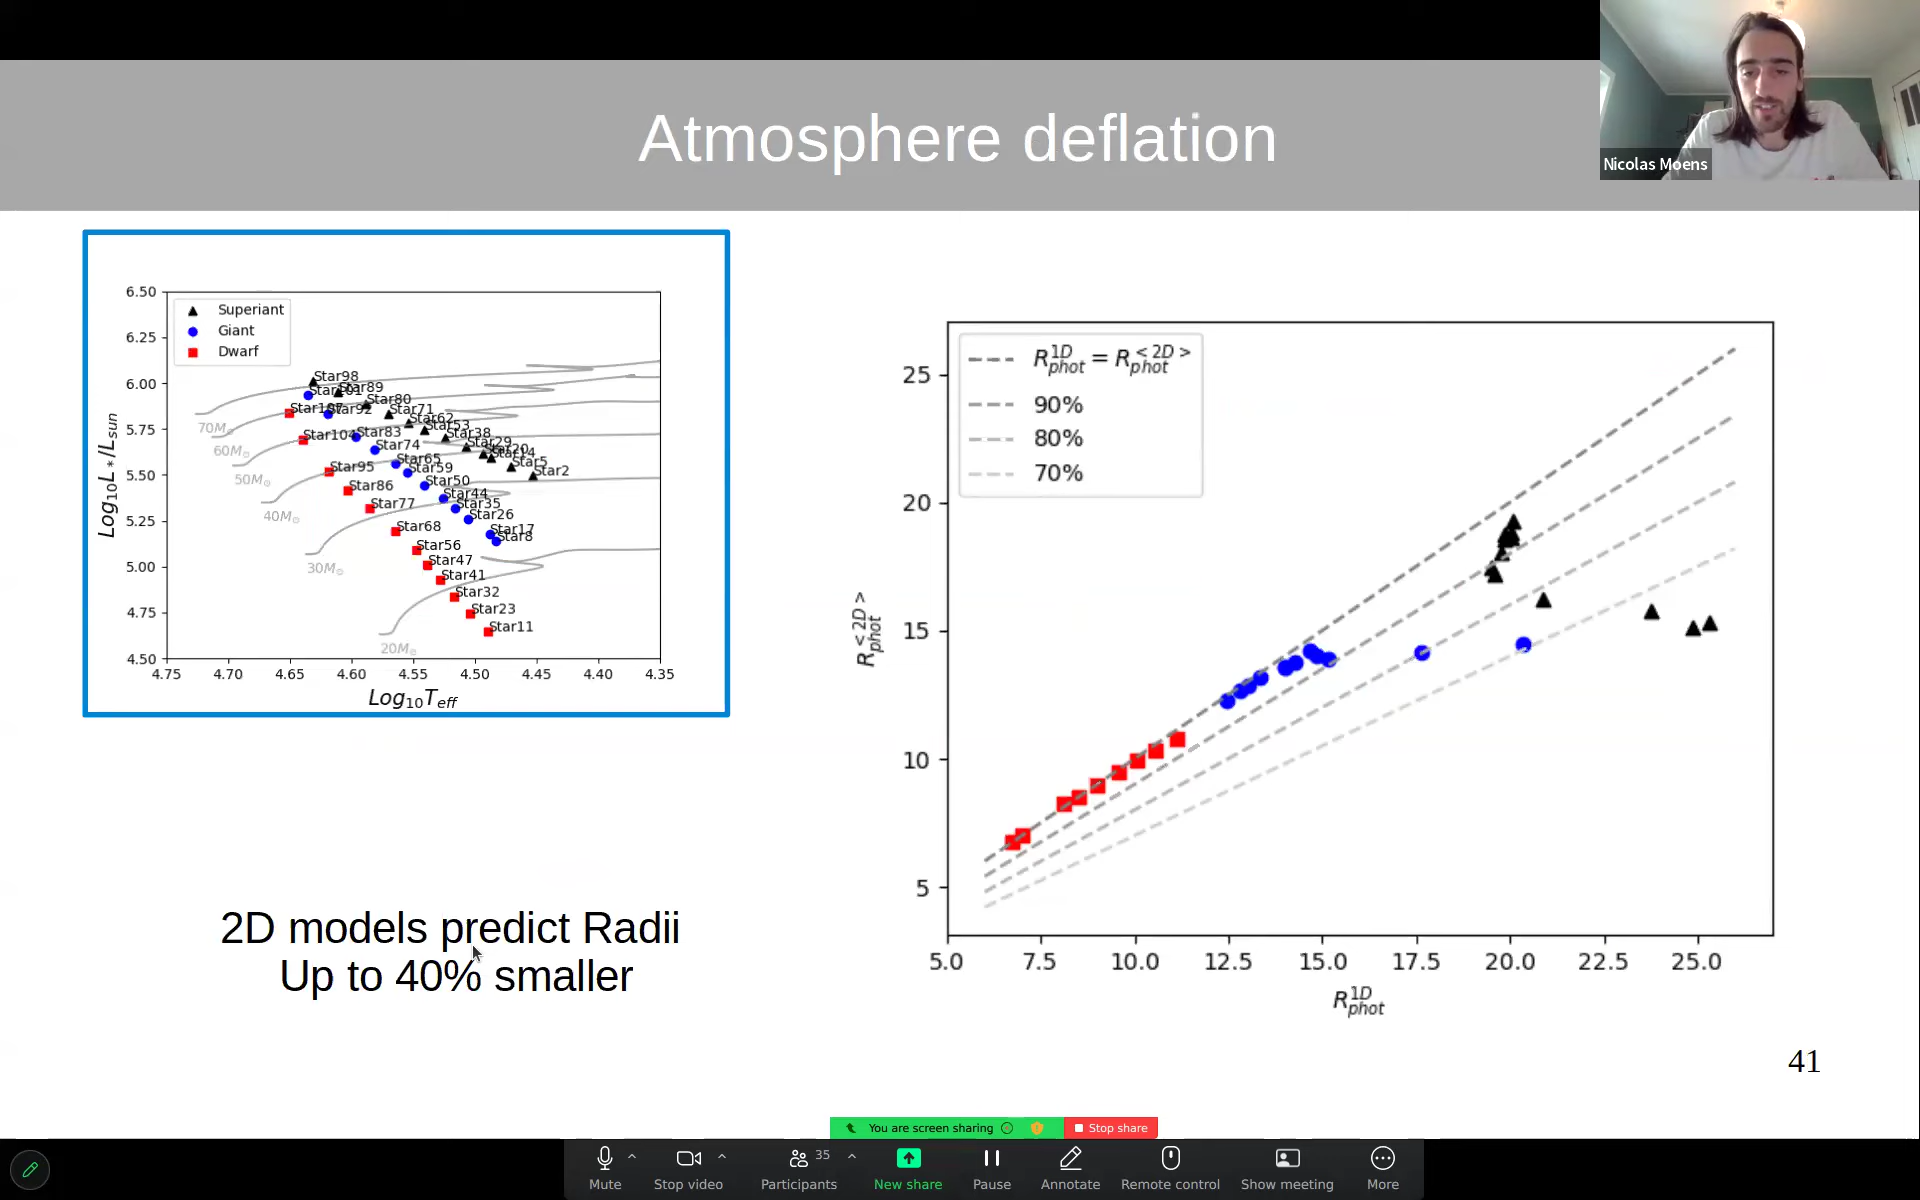 Atmosphere deflation
Nicolas Moens
6.50
6.25
6.00
5.75
5.50
5.25
5.00
4.75
4.50
Log10L*/Lsun
Superiant
Giant
Dwarf
Star98
Star89
Star80
Star92
Star71
Star62
Star53
Star104
Star83
Star38
Star74
Star29
Star14
Star65
Star5
Star95
Star59
Star2
Star86
Star50
Star44
Star77
Star35
Star26
Star68
Star17
Star8
Star56
Star47
Star41
Star32
Star23
Star11
70M⊙
60M⊙
50M⊙
40M⊙
30M⊙
20M⊙
4.75 4.70 4.65 4.60 4.55 4.50 4.45 4.40 4.35
Log10Teff
2D models predict Radii
Up to 40% smaller
R1Dphot = R<2D>phot
90%
80%
70%
25
20
15
10
5
R<2D>phot
5.0 7.5 10.0 12.5 15.0 17.5 20.0 22.5 25.0
R1Dphot
41
You are screen sharing
Stop share
35
Mute
Stop video
Participants
New share
Pause
Annotate
Remote control
Show meeting
More